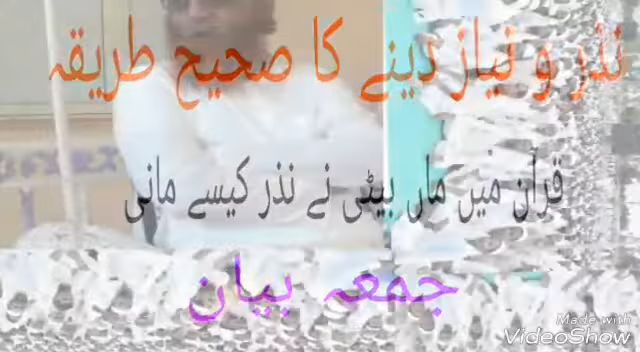 نذر و نیاز دینے کا صحیح طریقہ
قرآن میں ماں بیٹی نے نذر کیسے مانی
جمعہ بیان
Made with
VideoShow